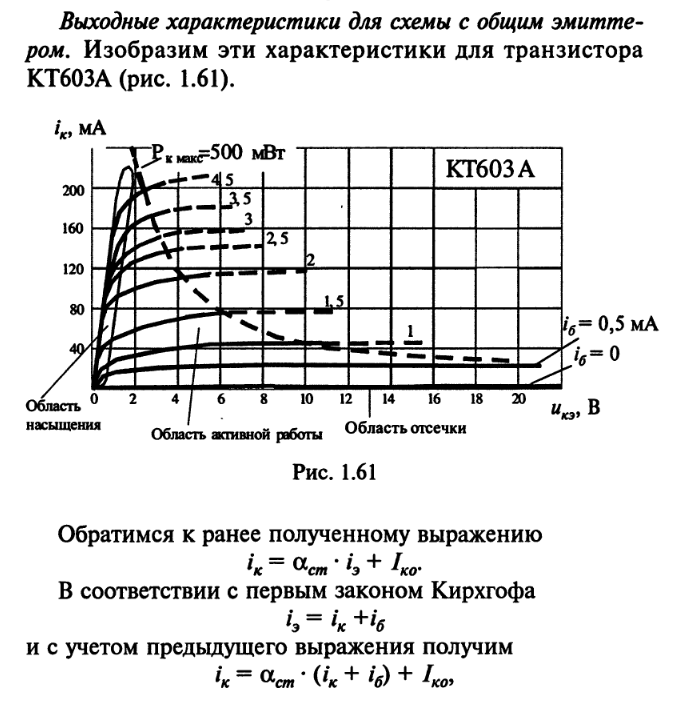 Выходные характеристики для схемы с общим эмитте-
ром. Изобразим эти характеристики для транзистора
КТ603А (рис. 1.61).
iк, мА
Pк макс=500 мВт
КТ603 А
200
160
120
80
40
4,5
3,5
3
2,5
2
1,5
1
iб= 0,5 мА
iб= 0
0 2 4 6 8 10 12 14 16 18 20
uкэ, В
Область
насыщения
Область активной работы
Область отсечки
Рис. 1.61
Обратимся к ранее полученному выражению
iк = αст · iэ + Iко.
В соответствии с первым законом Кирхгофа
iэ = iк +iб
и с учетом предыдущего выражения получим
iк = αст · (iк + iб) + Iко,